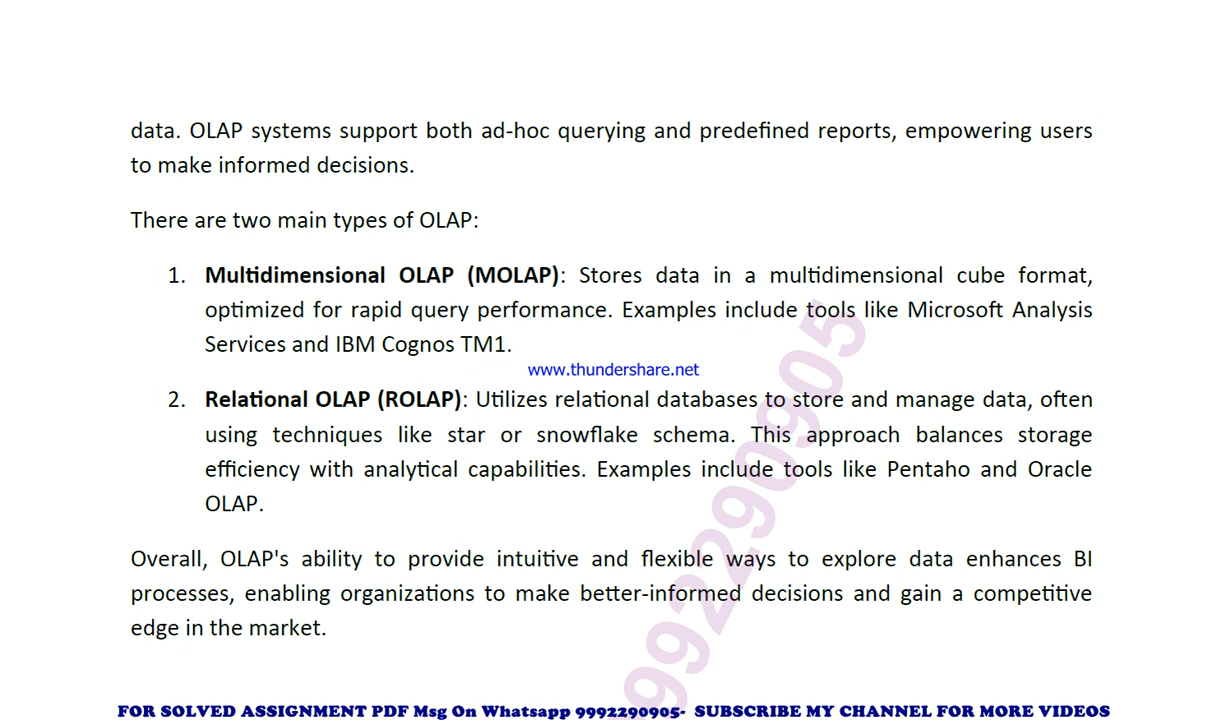 data. OLAP systems support both ad-hoc querying and predefined reports, empowering users
to make informed decisions.
There are two main types of OLAP:
1. Multidimensional OLAP (MOLAP): Stores data in a multidimensional cube format,
optimized for rapid query performance. Examples include tools like Microsoft Analysis
Services and IBM Cognos TM1.
www.thundershare.net
2. Relational OLAP (ROLAP): Utilizes relational databases to store and manage data, often
using techniques like star or snowflake schema. This approach balances storage
efficiency with analytical capabilities. Examples include tools like Pentaho and Oracle
OLAP.
Overall, OLAP's ability to provide intuitive and flexible ways to explore data enhances BI
processes, enabling organizations to make better-informed decisions and gain a competitive
edge in the market.
9992290905
FOR SOLVED ASSIGNMENT PDF Msg On Whatsapp 9992290905- SUBSCRIBE MY CHANNEL FOR MORE VIDEOS